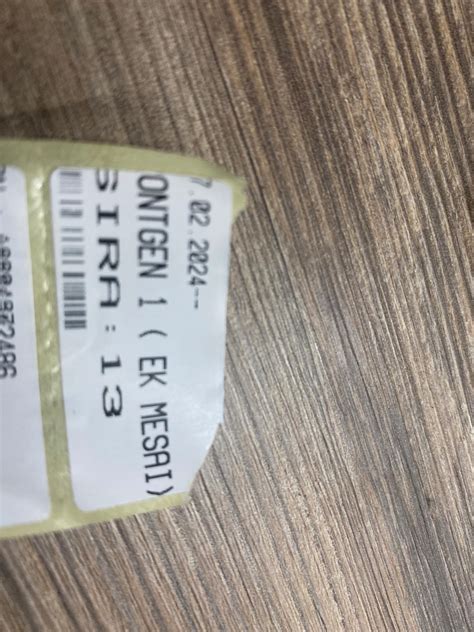 7.02.2024--
ONTGEN 1 ( EK MESAI)
SIRA:13